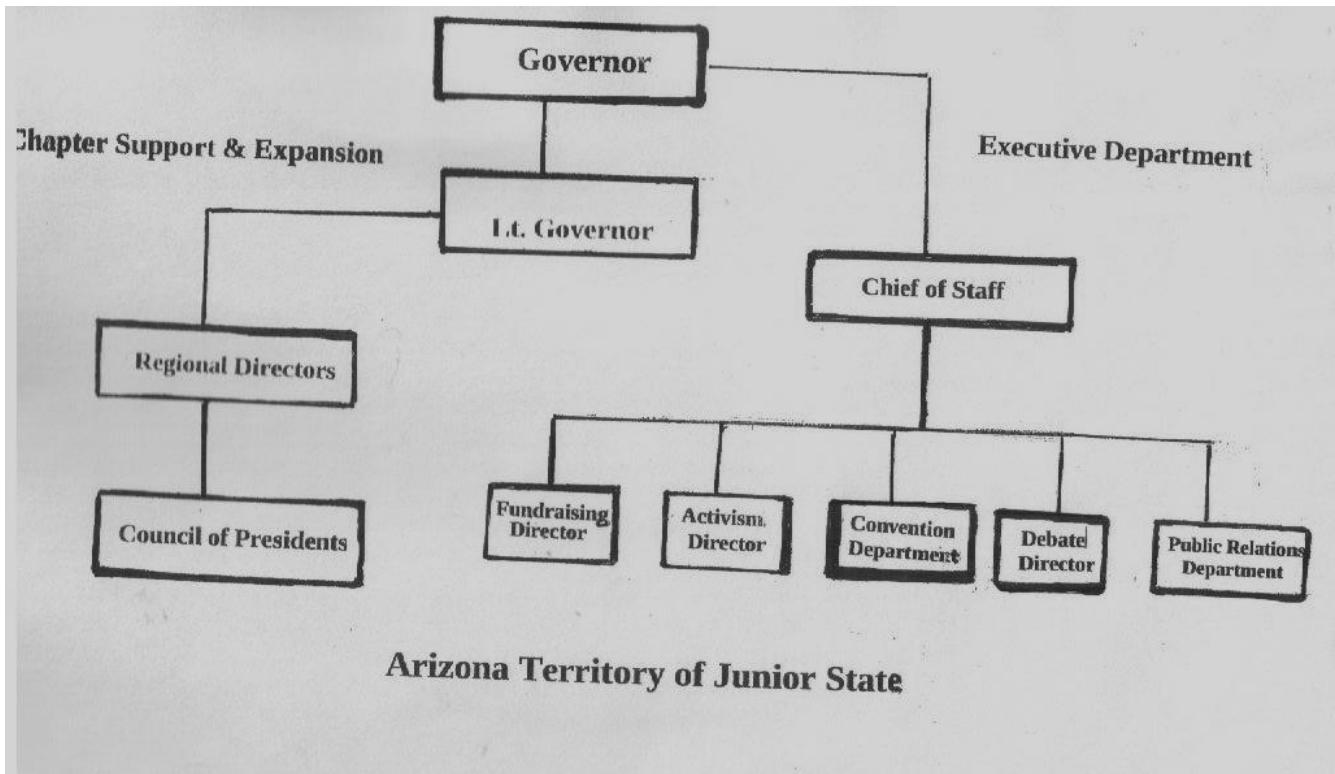 Governor
Chapter Support & Expansion
Executive Department
Lt. Governor
Chief of Staff
Regional Directors
Fundraising
Director
Activism
Director
Convention
Department
Debate
Director
Public Relations
Department
Council of Presidents
Arizona Territory of Junior State